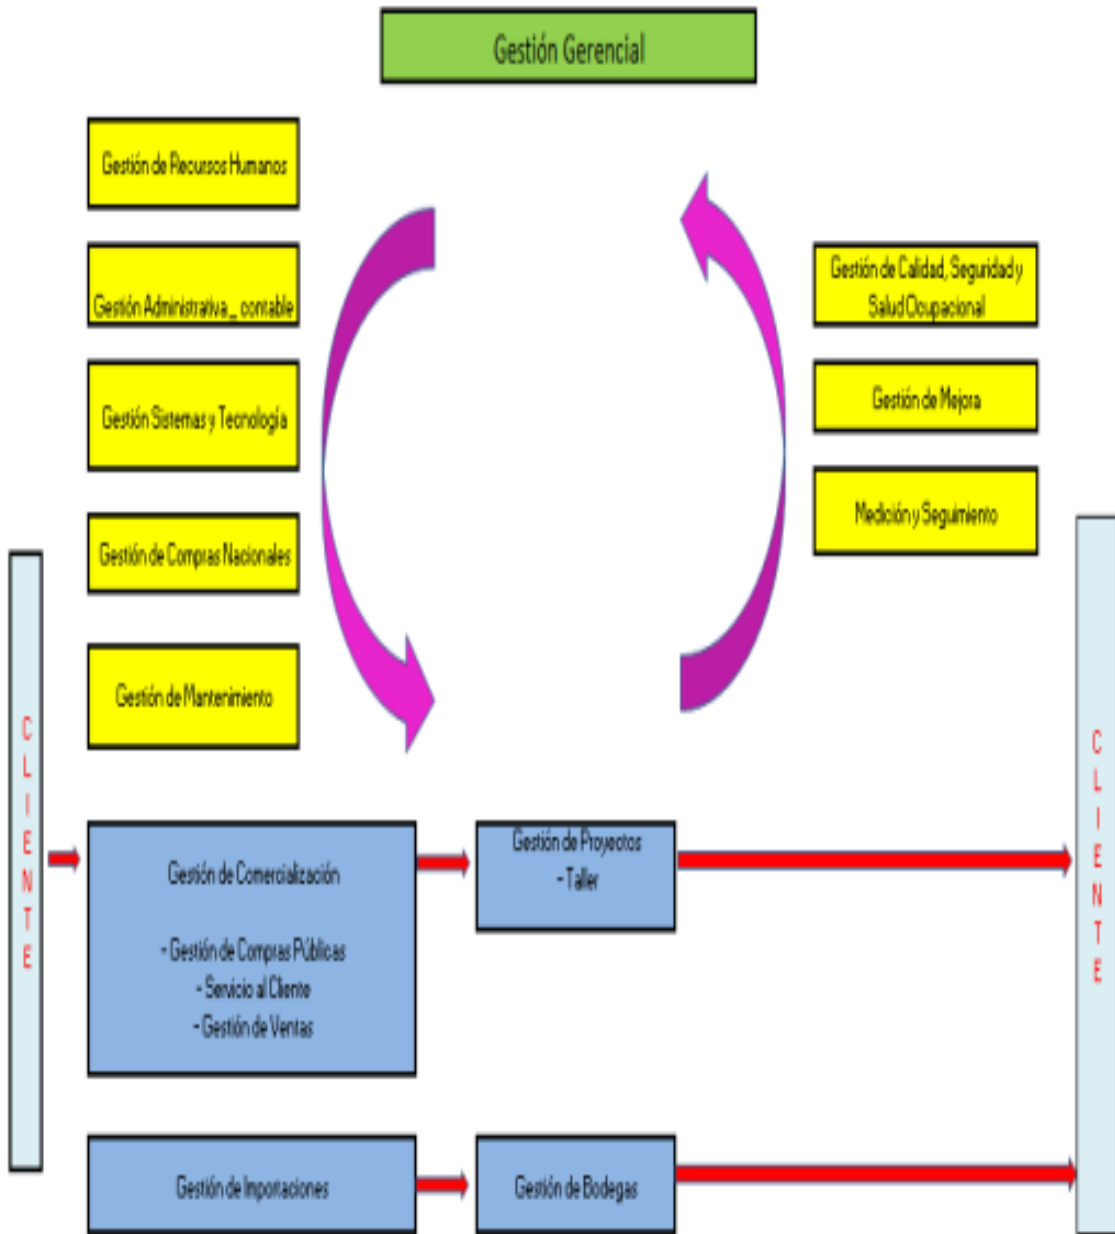 Gestión Gerencial
Gestión de Recursos Humanos
Gestión Administrativa_ contable
Gestión Sistemas y Tecnología
Gestión de Compras Nacionales
Gestión de Mantenimiento
Gestión de Calidad, Seguridad y
Salud Ocupacional
Gestión de Mejora
Medición y Seguimiento
CLIENTE
Gestión de Comercialización
- Gestión de Compras Públicas
- Servicio al Cliente
- Gestión de Ventas
Gestión de Proyectos
- Taller
Gestión de Importaciones
Gestión de Bodegas
CLIENTE